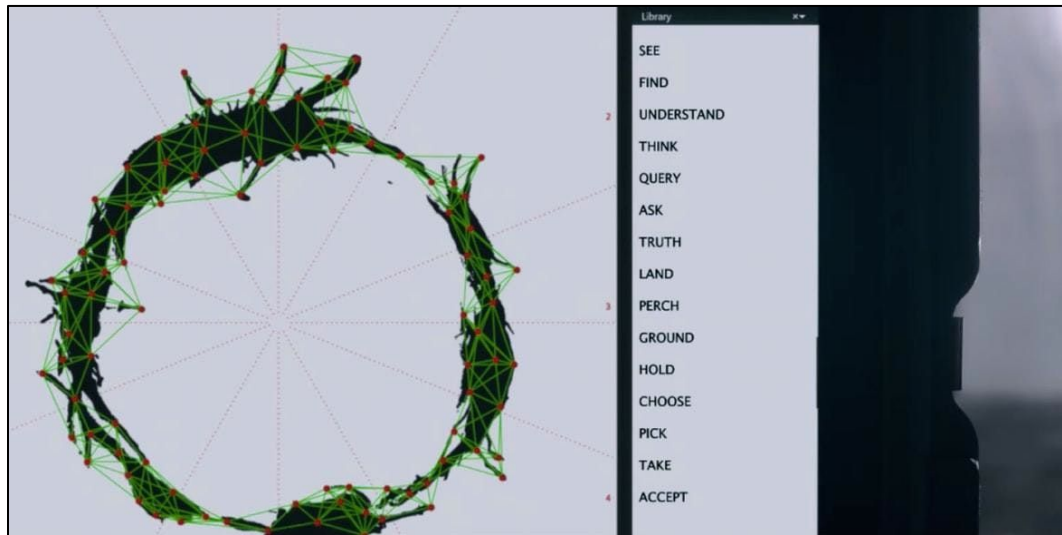 Library
SEE
FIND
UNDERSTAND
2
THINK
QUERY
ASK
TRUTH
LAND
PERCH
3
GROUND
HOLD
CHOOSE
PICK
TAKE
ACCEPT
4